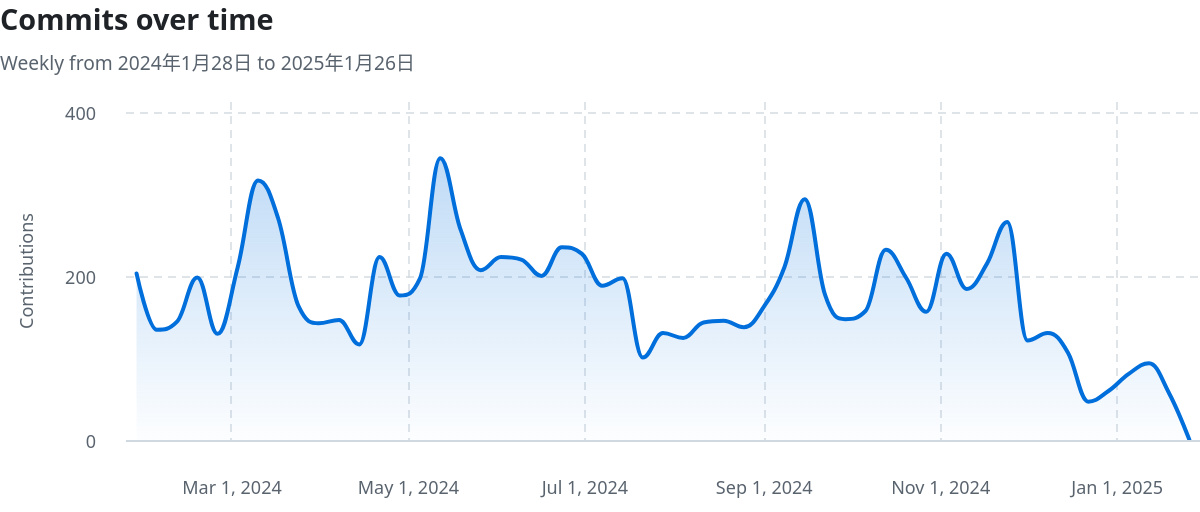 Commits over time
Weekly from 2024年1月28日 to 2025年1月26日
Contributions
400
200
0
Mar 1, 2024
May 1, 2024
Jul 1, 2024
Sep 1, 2024
Nov 1, 2024
Jan 1, 2025